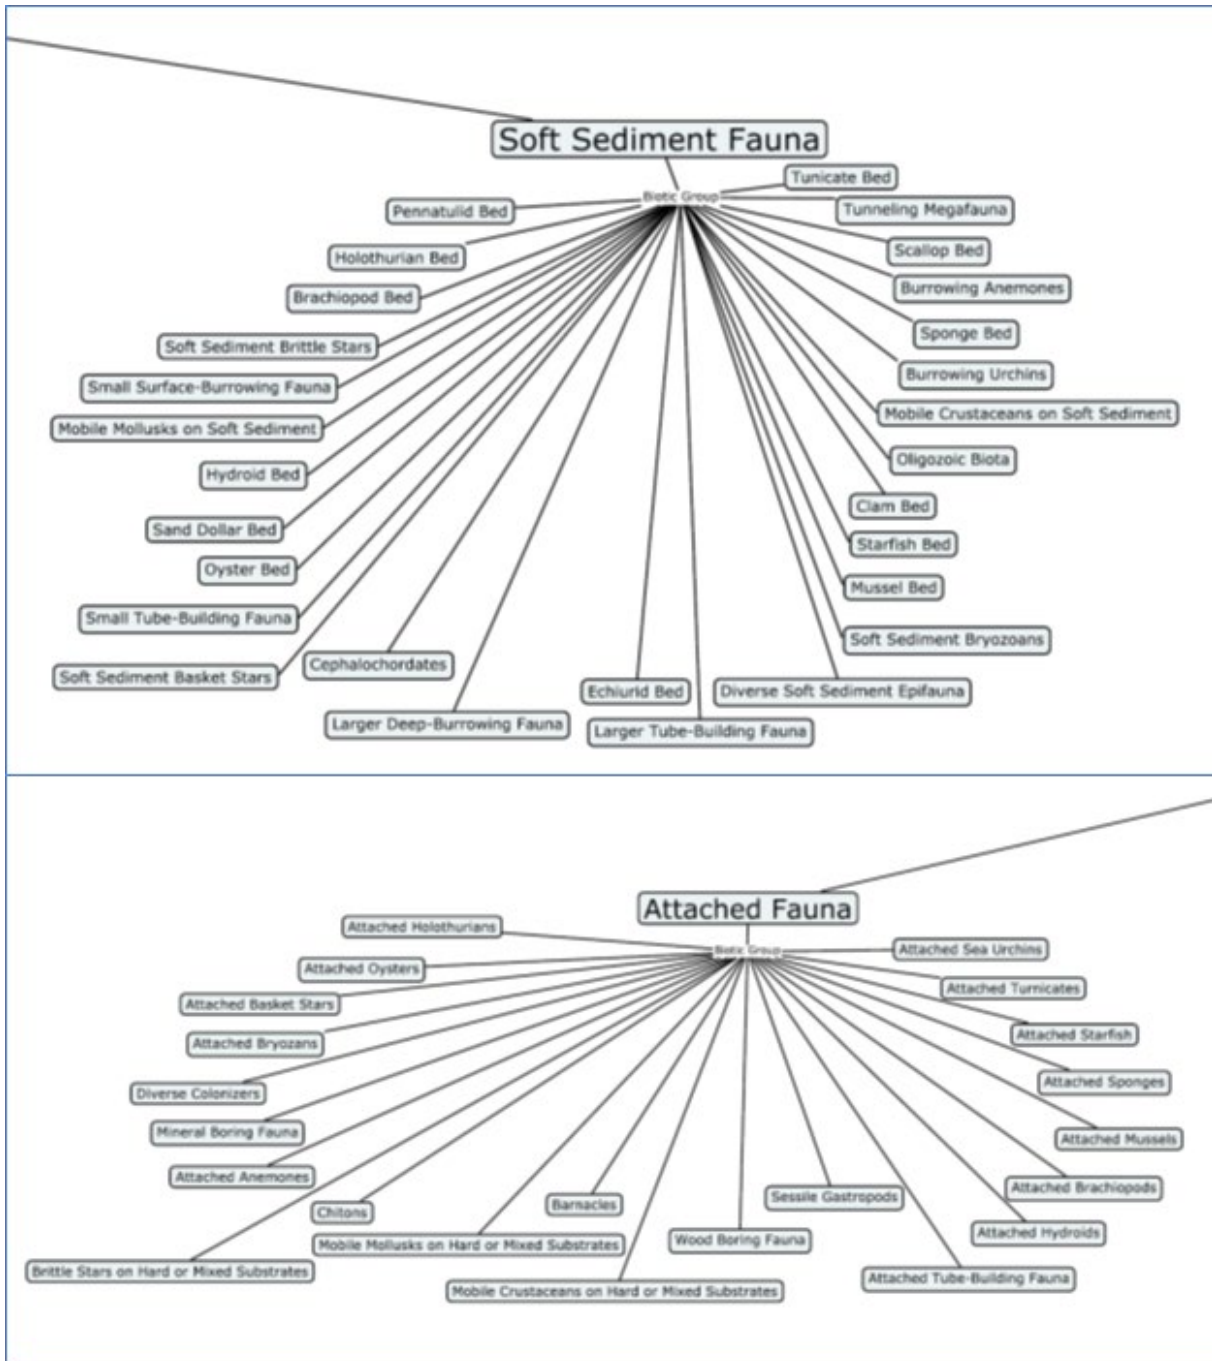 Soft Sediment Fauna
Biotic Group
Tunicate Bed
Pennatulid Bed
Tunneling Megafauna
Holothurian Bed
Scallop Bed
Brachiopod Bed
Burrowing Anemones
Soft Sediment Brittle Stars
Sponge Bed
Small Surface-Burrowing Fauna
Burrowing Urchins
Mobile Mollusks on Soft Sediment
Mobile Crustaceans on Soft Sediment
Hydroid Bed
Oligozoic Biota
Sand Dollar Bed
Clam Bed
Oyster Bed
Starfish Bed
Small Tube-Building Fauna
Mussel Bed
Soft Sediment Basket Stars
Cephalochordates
Soft Sediment Bryozoans
Echiurid Bed
Diverse Soft Sediment Epifauna
Larger Deep-Burrowing Fauna
Larger Tube-Building Fauna
Attached Fauna
Biotic Group
Attached Holothurians
Attached Sea Urchins
Attached Oysters
Attached Turnicates
Attached Basket Stars
Attached Starfish
Attached Bryozans
Attached Sponges
Diverse Colonizers
Mineral Boring Fauna
Attached Mussels
Attached Anemones
Attached Brachiopods
Chitons
Barnacles
Sessile Gastropods
Mobile Mollusks on Hard or Mixed Substrates
Wood Boring Fauna
Attached Hydroids
Brittle Stars on Hard or Mixed Substrates
Mobile Crustaceans on Hard or Mixed Substrates
Attached Tube-Building Fauna